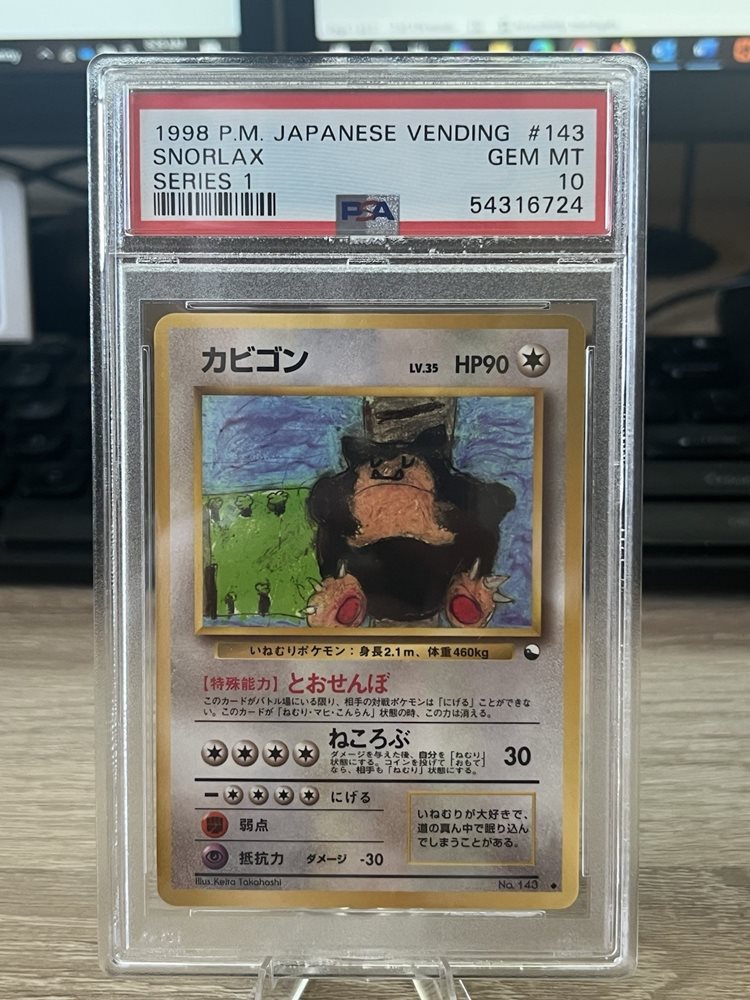 1998 P.M. JAPANESE VENDING #143
SNORLAX GEM MT
SERIES 1 10
PSA 54316724
カビゴン LV.35 HP90
いねむりポケモン：身長2.1m、体重460kg
【特殊能力】とおせんぼ
このカードがバトル場にいる限り、相手の対戦ポケモンは「にげる」ことができな
い。このカードが「ねむり・マヒ・こんらん」状態の時、この力は消える。
ねころぶ 30
ダメージを与えた後、自分を「ねむり」
状態にする。コインを投げて「おもて」
なら、相手も「ねむり」状態にする。
ー にげる
弱点
抵抗力 ダメージ -30
いねむりが大好きで、
道の真ん中で眠り込ん
でしまうことがある。
Illus. Keita Takahashi No. 143